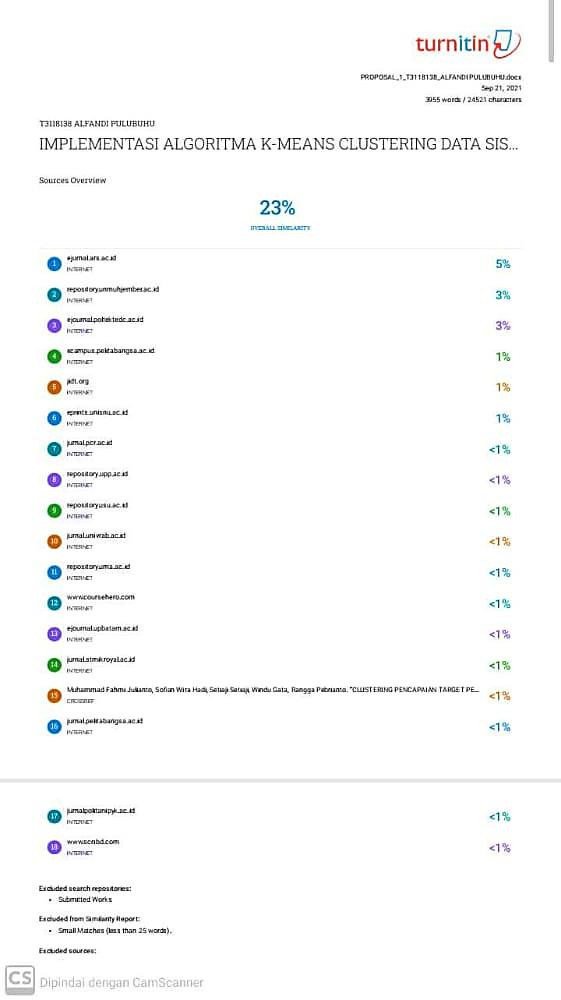 turnitin
PROPOSAL_1_T3118138_ALFANDI PULUBUHU.docx
Sep 21, 2021
3955 words / 24521 characters
T3118138 ALFANDI PULUBUHU
IMPLEMENTASI ALGORITMA K-MEANS CLUSTERING DATA SIS...
Sources Overview
23%
OVERALL SIMILARITY
1 ejurnal.ars.ac.id 5%
INTERNET
2 repository.unmuhjember.ac.id 3%
INTERNET
3 ejournal.poltektedc.ac.id 3%
INTERNET
4 ecampus.pelitabangsa.ac.id 1%
INTERNET
5 jidt.org 1%
INTERNET
6 eprints.unisnu.ac.id 1%
INTERNET
7 jurnal.pcr.ac.id <1%
INTERNET
8 repository.upp.ac.id <1%
INTERNET
9 repository.usu.ac.id <1%
INTERNET
10 jurnal.uniwab.ac.id <1%
INTERNET
11 repository.uma.ac.id <1%
INTERNET
12 www.coursehero.com <1%
INTERNET
13 ejournal.upbatam.ac.id <1%
INTERNET
14 jurnal.stmikroyal.ac.id <1%
INTERNET
15 Muhammad Fahmi Julianto, Sofian Wira Hadi, Setiaji Setiaji, Windu Gata, Rangga Pebrianto. "CLUSTERING PENCAPAIAN TARGET PE... <1%
CROSSREF
16 jurnal.pelitabangsa.ac.id <1%
INTERNET
17 jurnalpolitanipyk.ac.id <1%
INTERNET
18 www.scribd.com <1%
INTERNET
Excluded search repositories:
• Submitted Works
Excluded from Similarity Report:
• Small Matches (less than 25 words).
Excluded sources:
CS Dipindai dengan CamScanner